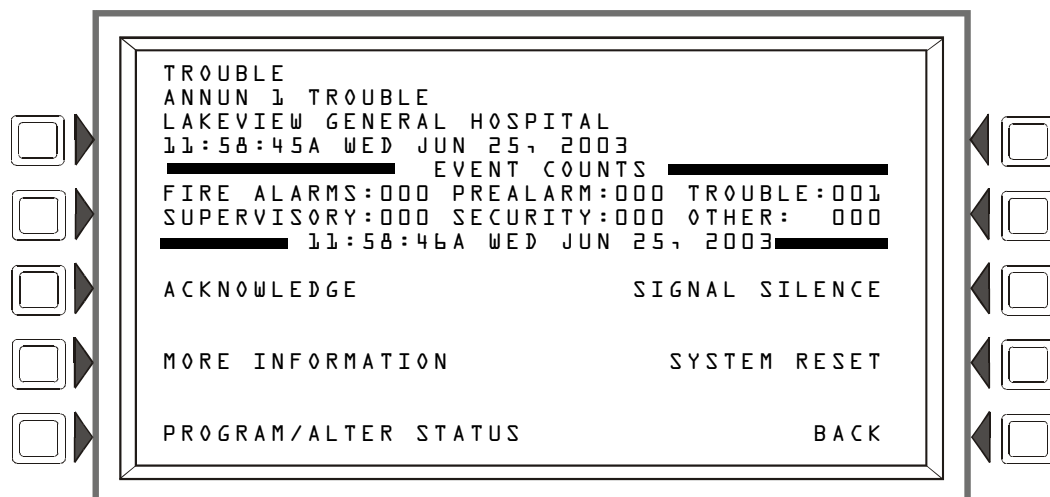 TROUBLE
ANNUN 1 TROUBLE
LAKEVIEW GENERAL HOSPITAL
11:58:45A WED JUN 25, 2003
EVENT COUNTS
FIRE ALARMS:000 PREALARM:000 TROUBLE:001
SUPERVISORY:000 SECURITY:000 OTHER: 000
11:58:46A WED JUN 25, 2003
ACKNOWLEDGE SIGNAL SILENCE
MORE INFORMATION SYSTEM RESET
PROGRAM/ALTER STATUS BACK